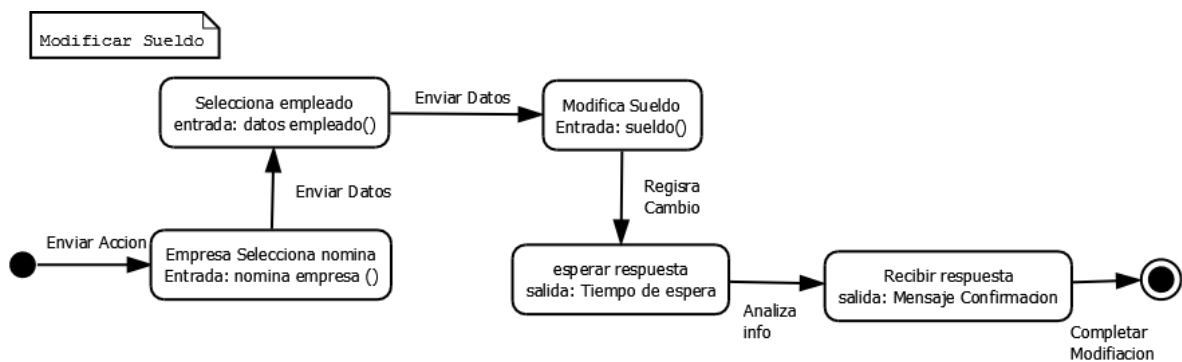 Modificar Sueldo
Selecciona empleado
entrada: datos empleado()
Enviar Datos
Modifica Sueldo
Entrada: sueldo()
Enviar Datos
Regisra
Cambio
Enviar Accion
Empresa Selecciona nomina
Entrada: nomina empresa ()
esperar respuesta
salida: Tiempo de espera
Analiza
info
Recibir respuesta
salida: Mensaje Confirmacion
Completar
Modifiacion